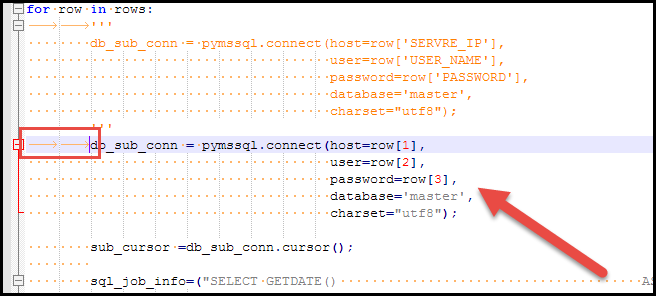 for row in rows:
'''
db_sub_conn = pymssql.connect(host=row['SERVRE_IP'],
user=row['USER_NAME'],
password=row['PASSWORD'],
database='master',
charset="utf8");
'''
db_sub_conn = pymssql.connect(host=row[1],
user=row[2],
password=row[3],
database='master',
charset="utf8");
sub_cursor =db_sub_conn.cursor();
sql_job_info=("SELECT GETDATE() AS